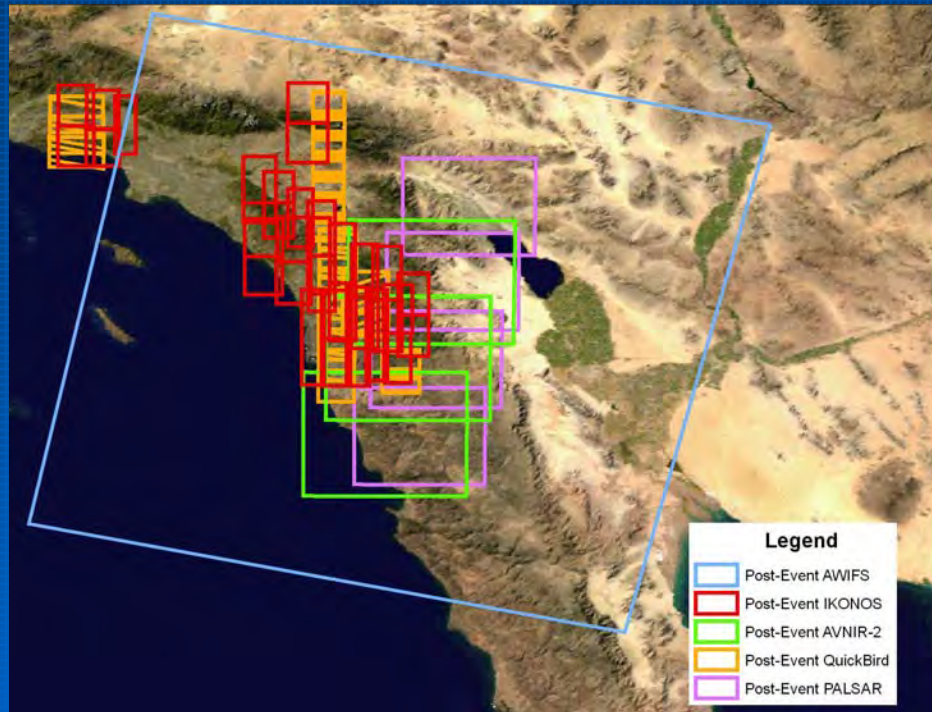 Legend
Post-Event AWIFS
Post-Event IKONOS
Post-Event AVNIR-2
Post-Event QuickBird
Post-Event PALSAR